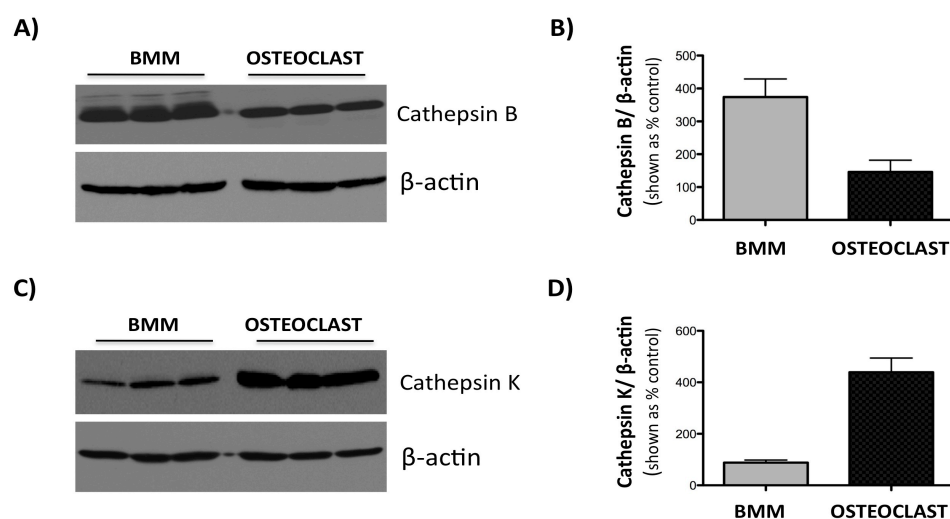 A)
BMM OSTEOCLAST
Cathepsin B
β-actin
B)
Cathepsin B/ β-actin
(shown as % control)
500
400
300
200
100
0
BMM OSTEOCLAST
C)
BMM OSTEOCLAST
Cathepsin K
β-actin
D)
Cathepsin K/ β-actin
(shown as % control)
600
400
200
0
BMM OSTEOCLAST